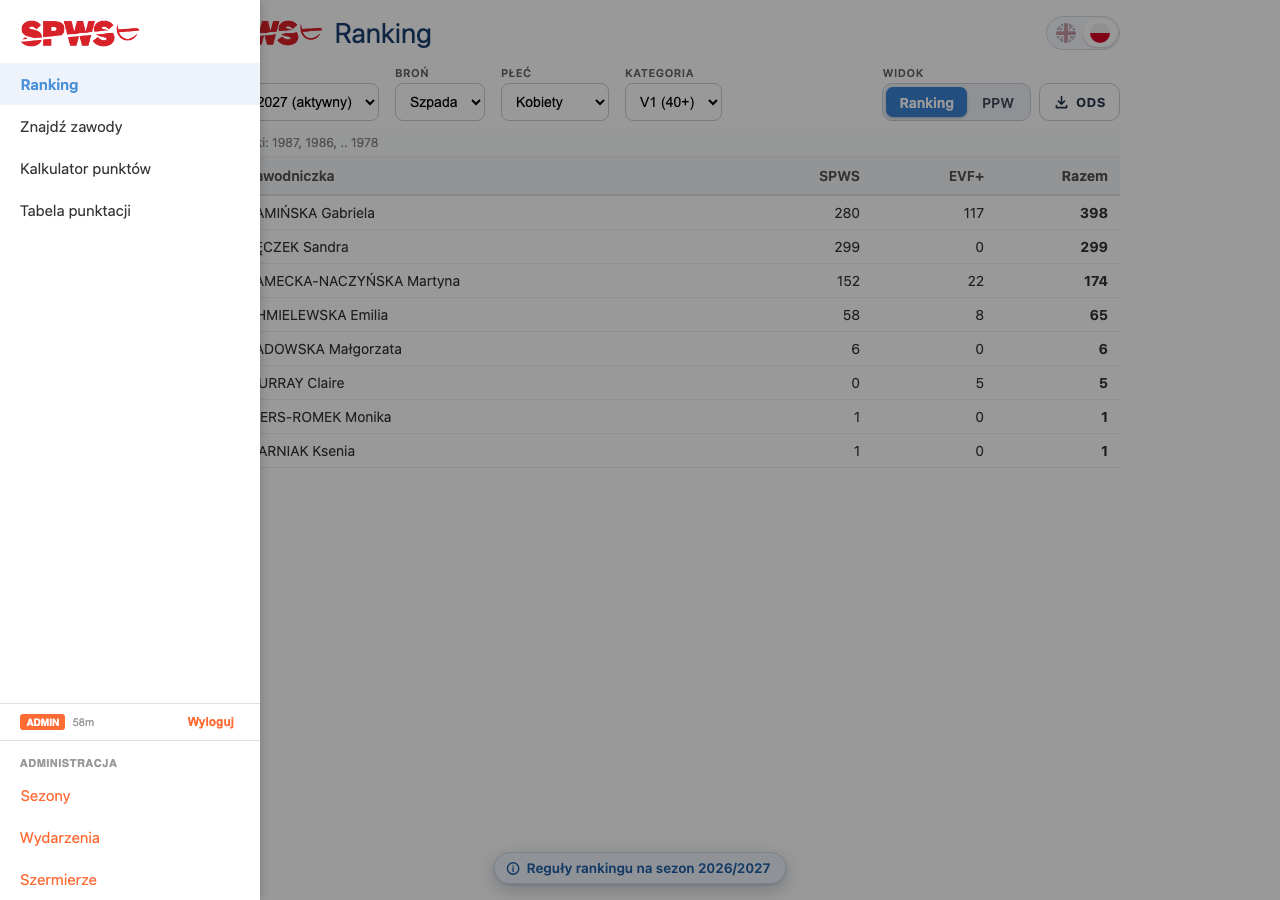 SPWS
Ranking
Znajdź zawody
Kalkulator punktów
Tabela punktacji
ADMIN 58m Wyloguj
ADMINISTRACJA
Sezony
Wydarzenia
Szermierze
Ranking
BROŃ PŁEĆ KATEGORIA WIDOK
2027 (aktywny) Szpada Kobiety V1 (40+) Ranking PPW ODS
1987, 1986, .. 1978
SPWS EVF+ Razem
Gabriela 280 117 398
Sandra 299 0 299
Martyna 152 22 174
Emilia 58 8 65
Małgorzata 6 0 6
Claire 0 5 5
Monika 1 0 1
Ksenia 1 0 1
Reguły rankingu na sezon 2026/2027